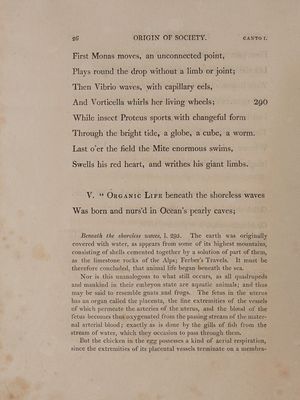 26 ORIGIN OF SOCIETY. CANTO I.
First Monas moves, an unconnected point,
Plays round the drop without a limb or joint;
Then Vibrio waves, with capillary eels,
And Vorticella whirls her living wheels; 290
While insect Proteus sports with changeful form
Through the bright tide, a globe, a cube, a worm.
Last o'er the field the Mite enormous swims,
Swells his red heart, and writhes his giant limbs.
V. “ ORGANIC LIFE beneath the shoreless waves
Was born and nurs'd in Ocean's pearly caves;
Beneath the shoreless waves, l. 295. The earth was originally
covered with water, as appears from some of its highest mountains,
consisting of shells cemented together by a solution of part of them,
as the limestone rocks of the Alps; Ferber's Travels. It must be
therefore concluded, that animal life began beneath the sea.
Nor is this unanalogous to what still occurs, as all quadrupeds
and mankind in their embryon state are aquatic animals; and thus
may be said to resemble gnats and frogs. The fetus in the uterus
has an organ called the placenta, the fine extremities of the vessels
of which permeate the arteries of the uterus, and the blood of the
fetus becomes thus oxygenated from the passing stream of the mater-
nal arterial blood; exactly as is done by the gills of fish from the
stream of water, which they occasion to pass through them.
But the chicken in the egg possesses a kind of aerial respiration,
since the extremities of its placental vessels terminate on a membra-